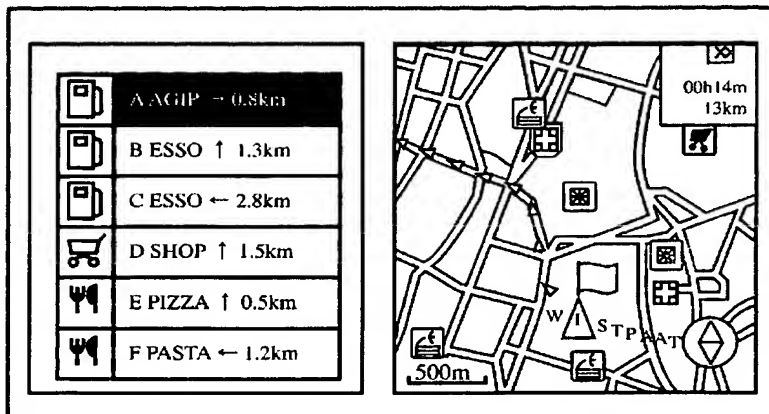 A AGIP → 0.8km
B ESSO ↑ 1.3km
C ESSO ← 2.8km
D SHOP ↑ 1.5km
E PIZZA ↑ 0.5km
F PASTA ← 1.2km
00h14m
13km
W I S T P A A T
500m